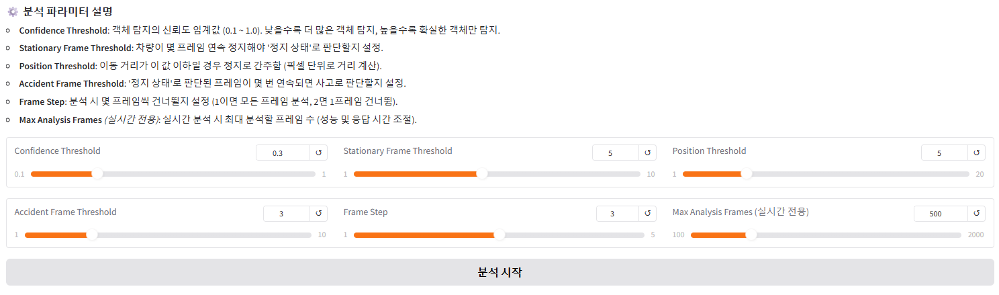 ⚙️ 분석 파라미터 설명
Confidence Threshold: 객체 탐지의 신뢰도 임계값 (0.1 ~ 1.0). 낮을수록 더 많은 객체 탐지, 높을수록 확실한 객체만 탐지.
Stationary Frame Threshold: 차량이 몇 프레임 연속 정지해야 '정지 상태'로 판단할지 설정.
Position Threshold: 이동 거리가 이 값 이하일 경우 정지로 간주함 (픽셀 단위로 거리 계산).
Accident Frame Threshold: '정지 상태'로 판단된 프레임이 몇 번 연속되면 사고로 판단할지 설정.
Frame Step: 분석 시 몇 프레임씩 건너뛸지 설정 (1이면 모든 프레임 분석, 2면 1프레임 건너뜀).
Max Analysis Frames (실시간 전용): 실시간 분석 시 최대 분석할 프레임 수 (성능 및 응답 시간 조절).
Confidence Threshold 0.3 ↺ Stationary Frame Threshold 5 ↺ Position Threshold 5 ↺
0.1 1 1 10 1 20
Accident Frame Threshold 3 ↺ Frame Step 3 ↺ Max Analysis Frames (실시간 전용) 500 ↺
1 10 1 5 100 2000
분석 시작